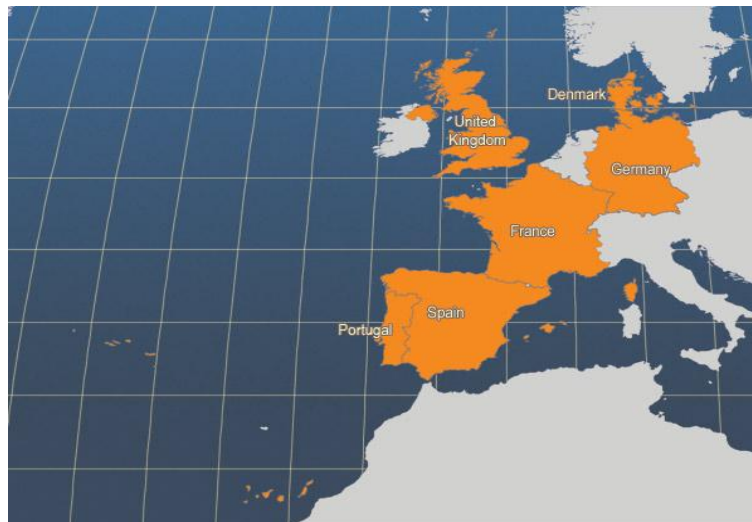 Denmark
United
Kingdom
Germany
France
Spain
Portugal